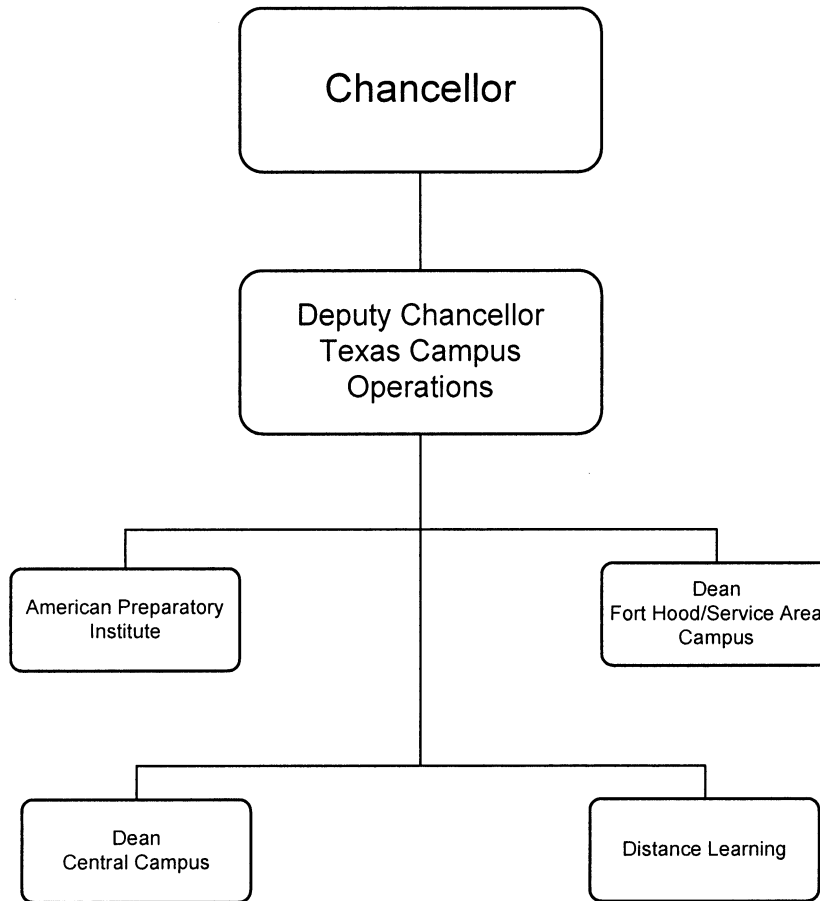 Chancellor
Deputy Chancellor
Texas Campus
Operations
American Preparatory
Institute
Dean
Fort Hood/Service Area
Campus
Dean
Central Campus
Distance Learning